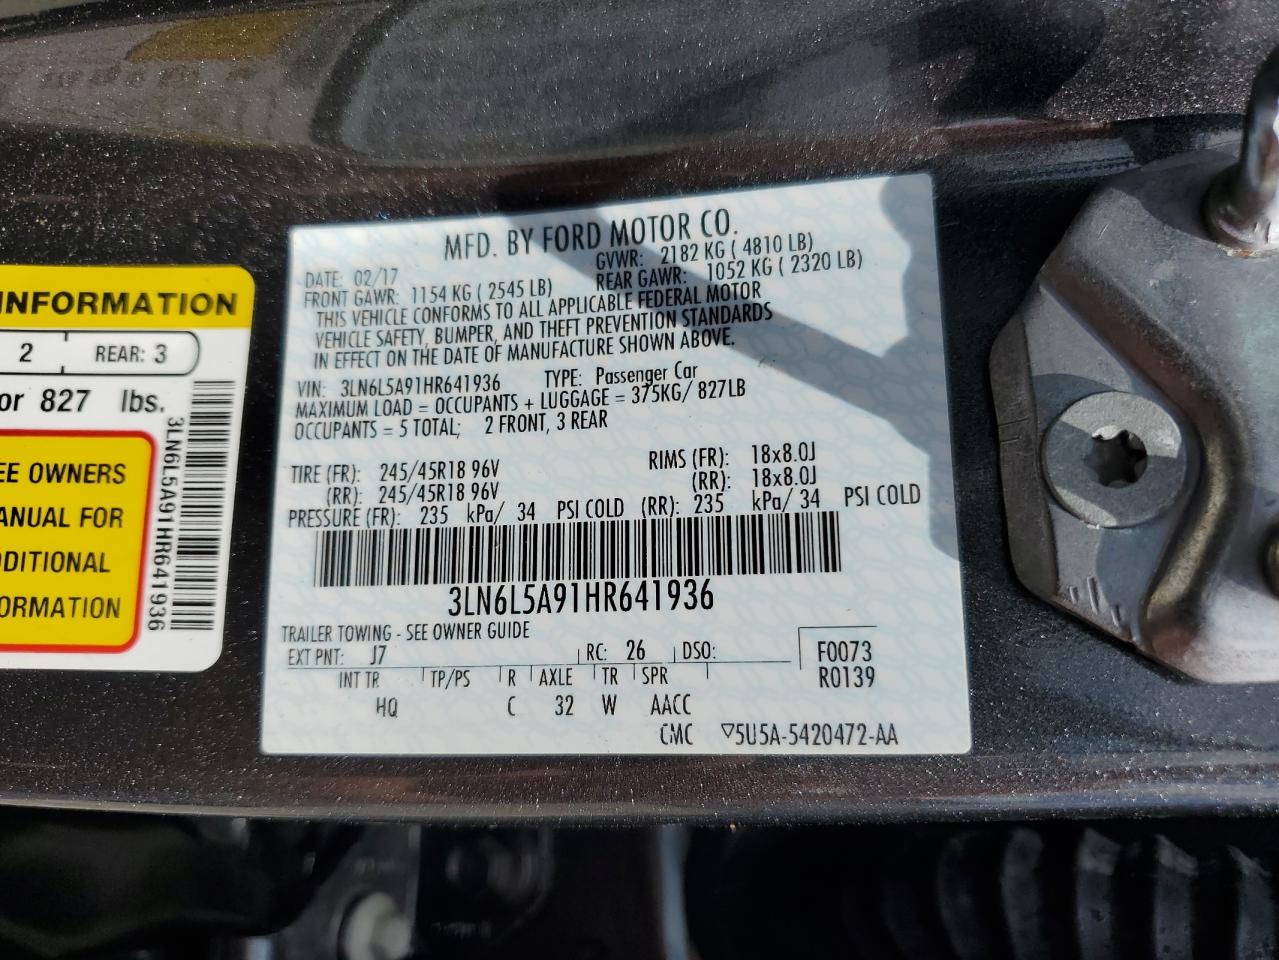 MFD. BY FORD MOTOR CO.
DATE: 02/17 GVWR: 2182 KG ( 4810 LB)
FRONT GAWR: 1154 KG ( 2545 LB) REAR GAWR: 1052 KG ( 2320 LB)
THIS VEHICLE CONFORMS TO ALL APPLICABLE FEDERAL MOTOR
VEHICLE SAFETY, BUMPER, AND THEFT PREVENTION STANDARDS
IN EFFECT ON THE DATE OF MANUFACTURE SHOWN ABOVE.
VIN: 3LN6L5A91HR641936 TYPE: Passenger Car
MAXIMUM LOAD = OCCUPANTS + LUGGAGE = 375KG/ 827LB
OCCUPANTS = 5 TOTAL; 2 FRONT, 3 REAR
TIRE (FR): 245/45R18 96V RIMS (FR): 18x8.0J
(RR): 245/45R18 96V (RR): 18x8.0J
PRESSURE (FR): 235 kPa/ 34 PSI COLD (RR): 235 kPa/ 34 PSI COLD
3LN6L5A91HR641936
TRAILER TOWING - SEE OWNER GUIDE
EXT PNT: J7 RC: 26 DSO: F0073
INT TR TP/PS R AXLE TR SPR R0139
HQ C 32 W AACC
CMC ▽5U5A-5420472-AA
INFORMATION
2 REAR: 3
or 827 lbs.
EE OWNERS
ANUAL FOR
DDITIONAL
FORMATION
3LN6L5A91HR641936